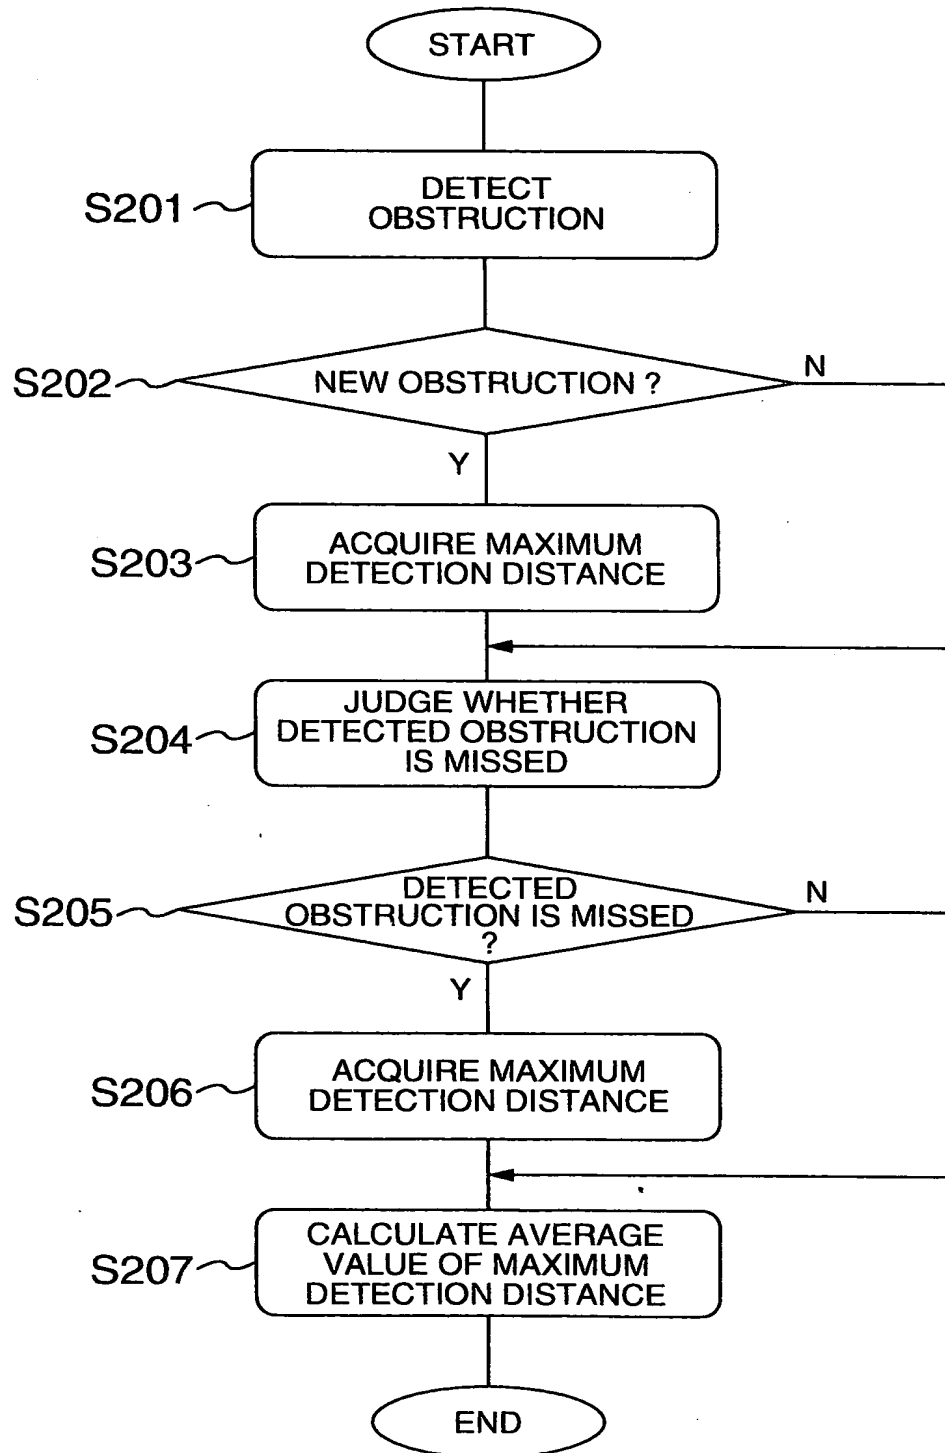 START
S201
DETECT
OBSTRUCTION
S202
NEW OBSTRUCTION ?
N
Y
S203
ACQUIRE MAXIMUM
DETECTION DISTANCE
S204
JUDGE WHETHER
DETECTED OBSTRUCTION
IS MISSED
S205
DETECTED
OBSTRUCTION IS MISSED
?
N
Y
S206
ACQUIRE MAXIMUM
DETECTION DISTANCE
S207
CALCULATE AVERAGE
VALUE OF MAXIMUM
DETECTION DISTANCE
END